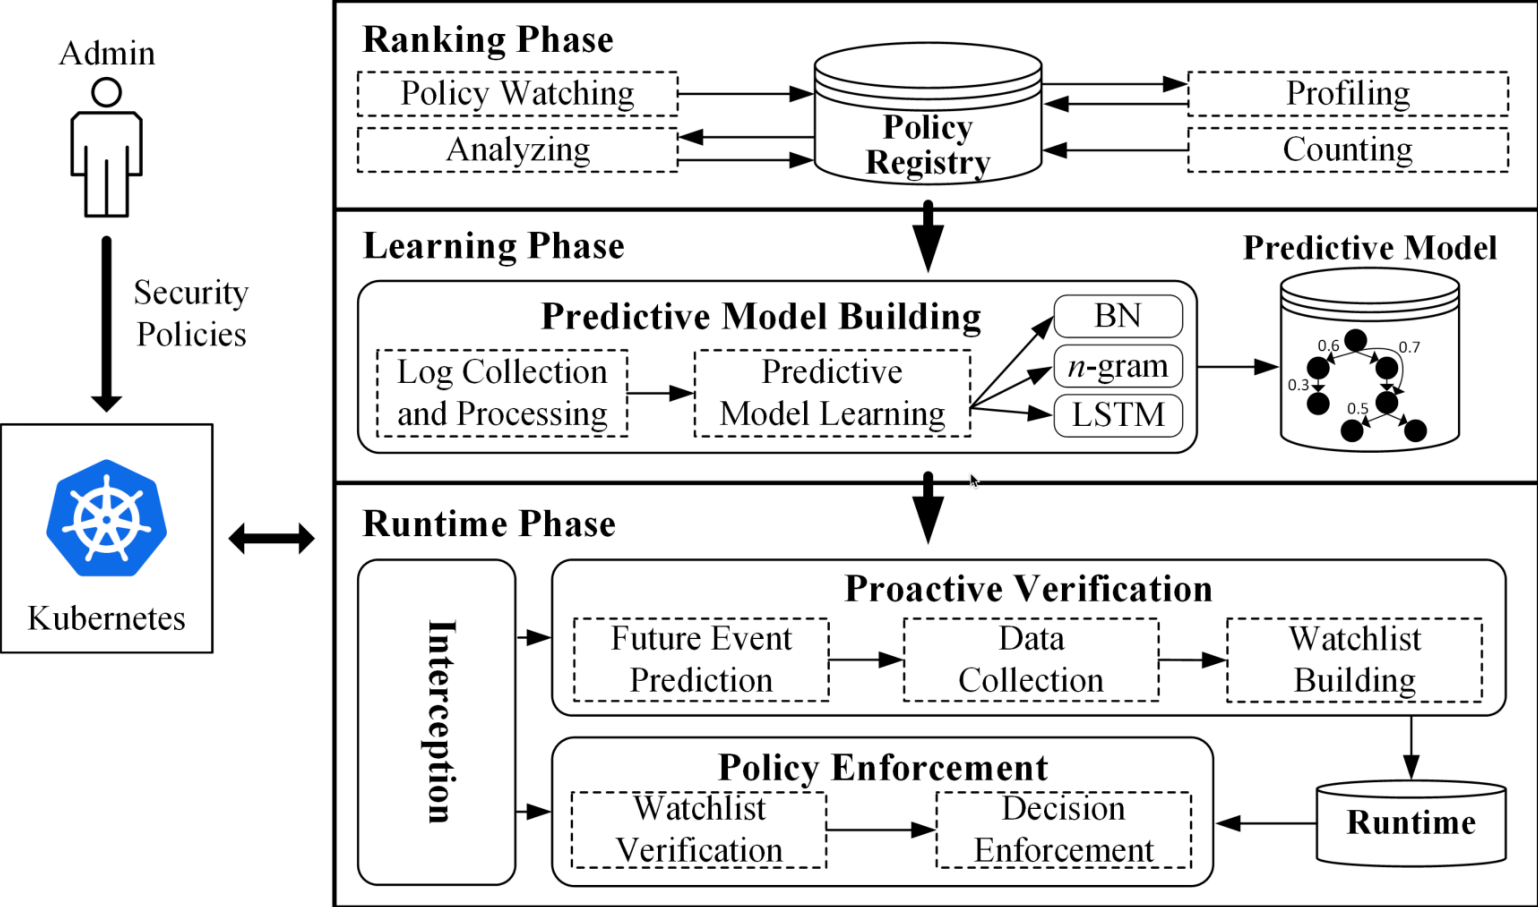 Admin
Security
Policies
Kubernetes
Ranking Phase
Policy Watching
Analyzing
Policy
Registry
Profiling
Counting
Learning Phase
Predictive Model Building
Log Collection
and Processing
Predictive
Model Learning
BN
n-gram
LSTM
Predictive Model
0.6
0.7
0.3
0.5
Runtime Phase
Interception
Proactive Verification
Future Event
Prediction
Data
Collection
Watchlist
Building
Policy Enforcement
Watchlist
Verification
Decision
Enforcement
Runtime